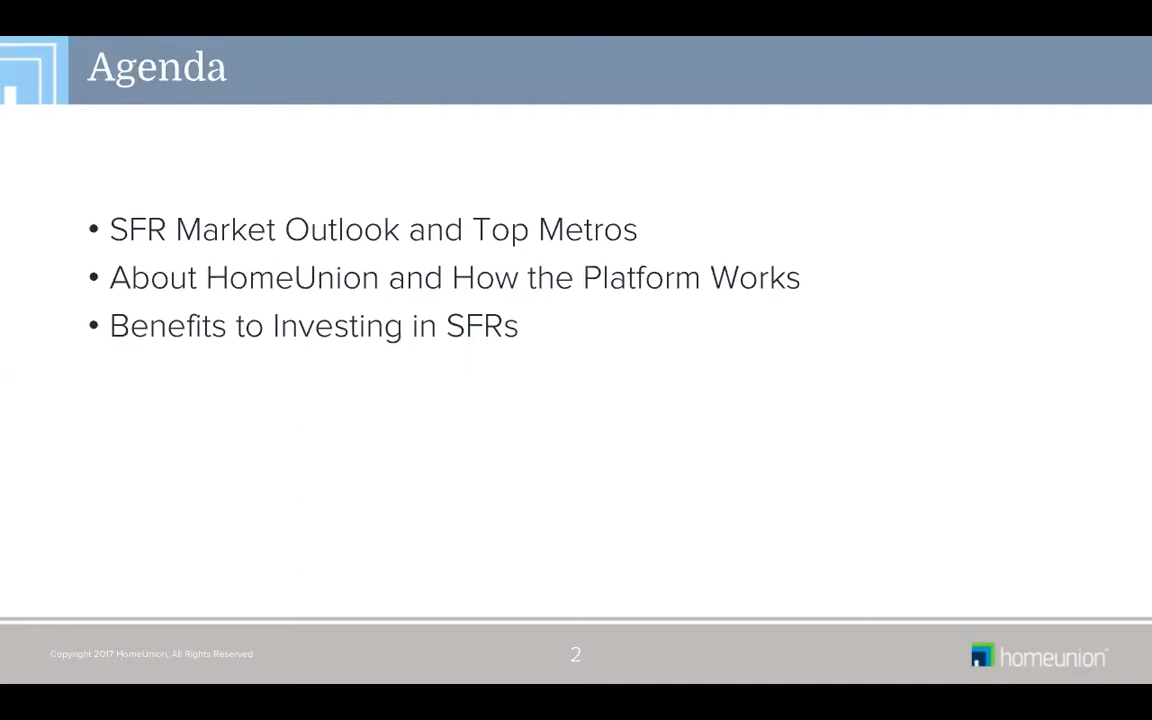 Agenda
• SFR Market Outlook and Top Metros
• About HomeUnion and How the Platform Works
• Benefits to Investing in SFRs
Copyright 2017 HomeUnion, All Rights Reserved
2
homeunion™